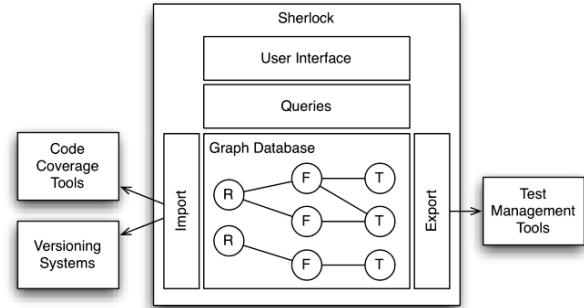 Sherlock
User Interface
Queries
Code
Coverage
Tools
Versioning
Systems
Import
Graph Database
R
F
T
F
T
R
F
T
Export
Test
Management
Tools